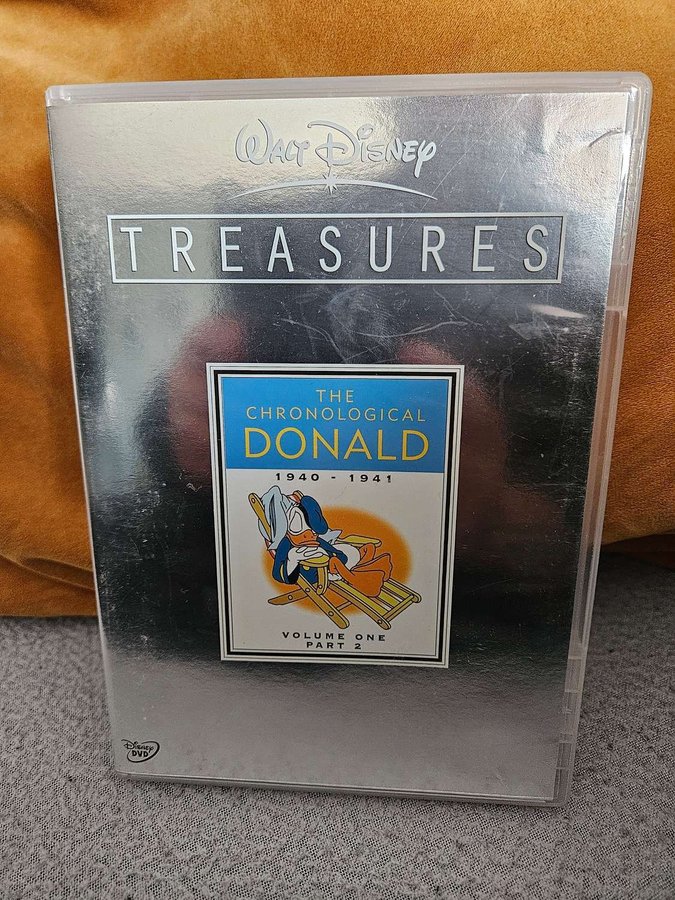 Walt Disney
TREASURES
THE
CHRONOLOGICAL
DONALD
1940 - 1941
VOLUME ONE
PART 2
Disney
DVD